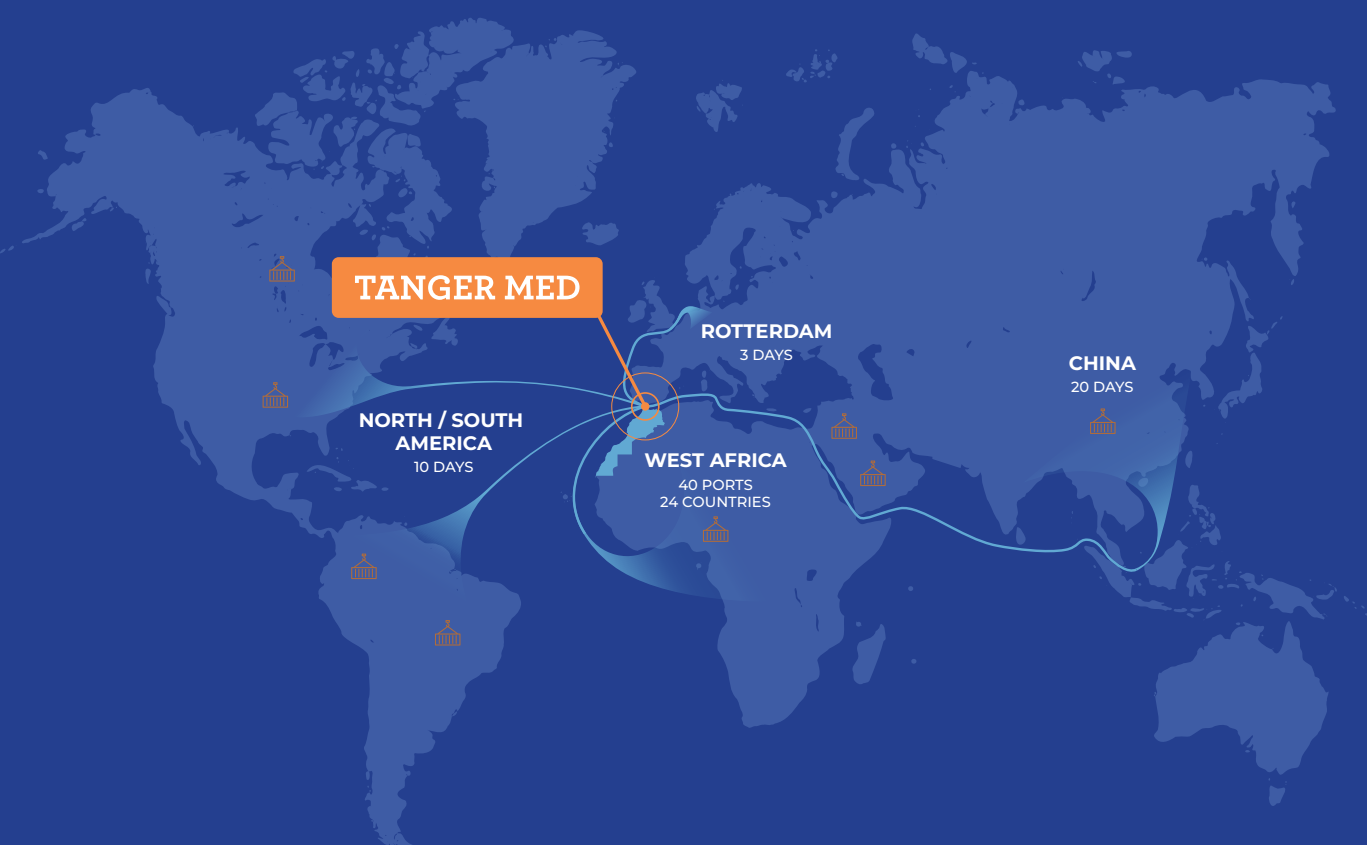 TANGER MED
ROTTERDAM
3 DAYS
CHINA
20 DAYS
NORTH / SOUTH
AMERICA
10 DAYS
WEST AFRICA
40 PORTS
24 COUNTRIES